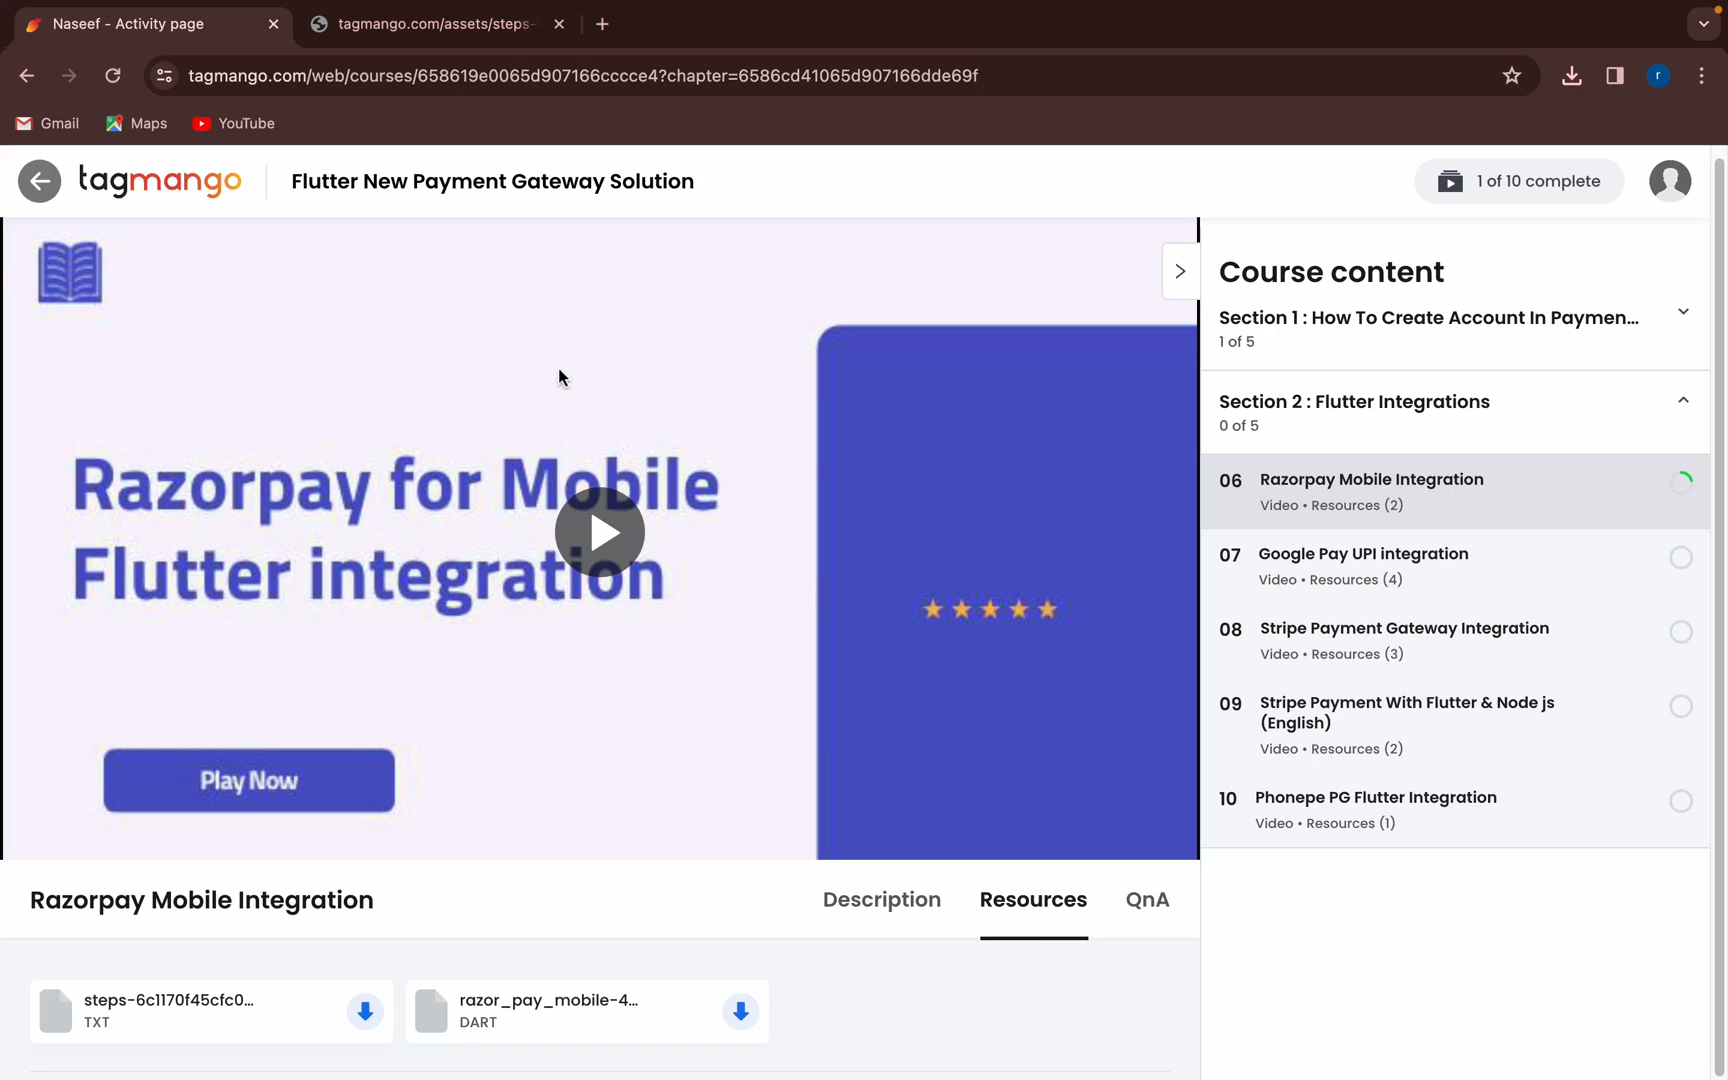 Naseef - Activity page
tagmango.com/assets/steps-
tagmango.com/web/courses/658619e0065d907166cccce4?chapter=6586cd41065d907166dde69f
r
Gmail
Maps
YouTube
tagmango
Flutter New Payment Gateway Solution
1 of 10 complete
Razorpay for Mobile
Flutter integration
Play Now
Course content
Section 1 : How To Create Account In Paymen...
1 of 5
Section 2 : Flutter Integrations
0 of 5
06 Razorpay Mobile Integration
Video • Resources (2)
07 Google Pay UPI integration
Video • Resources (4)
08 Stripe Payment Gateway Integration
Video • Resources (3)
09 Stripe Payment With Flutter & Node js
(English)
Video • Resources (2)
10 Phonepe PG Flutter Integration
Video • Resources (1)
Razorpay Mobile Integration
Description
Resources
QnA
steps-6c1170f45cfc0...
TXT
razor_pay_mobile-4...
DART